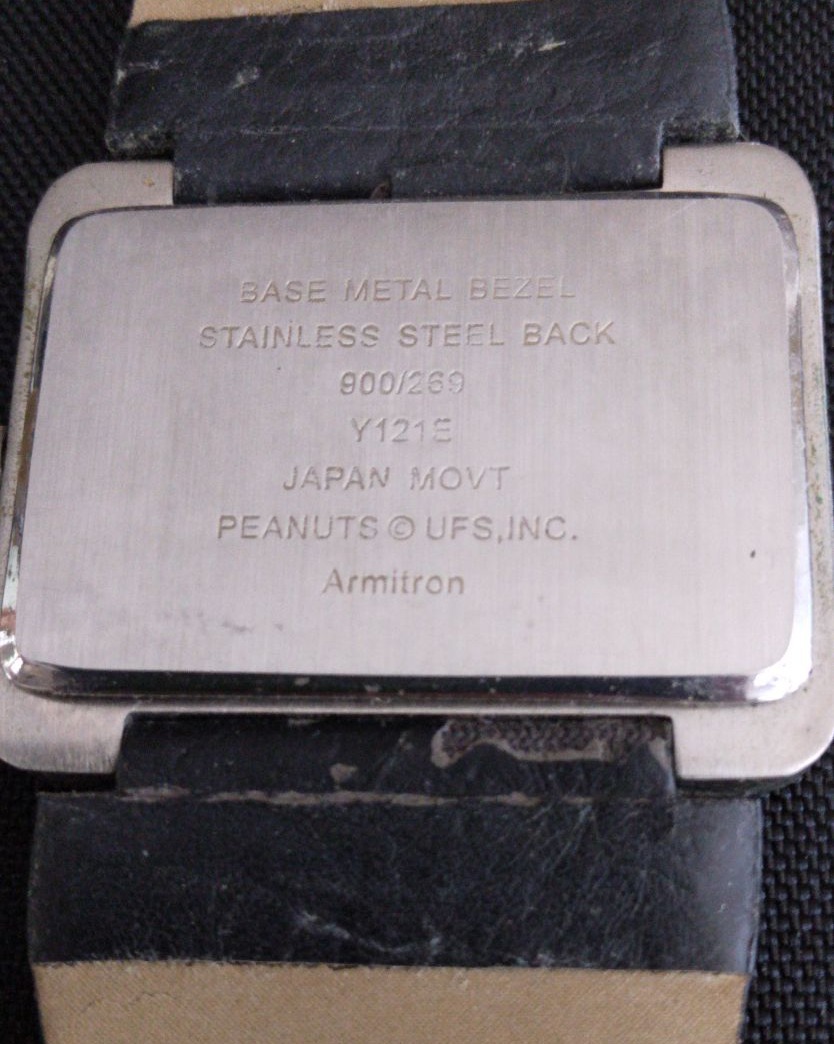 BASE METAL BEZEL
STAINLESS STEEL BACK
900/269
Y121E
JAPAN MOVT
PEANUTS © UFS,INC.
Armitron